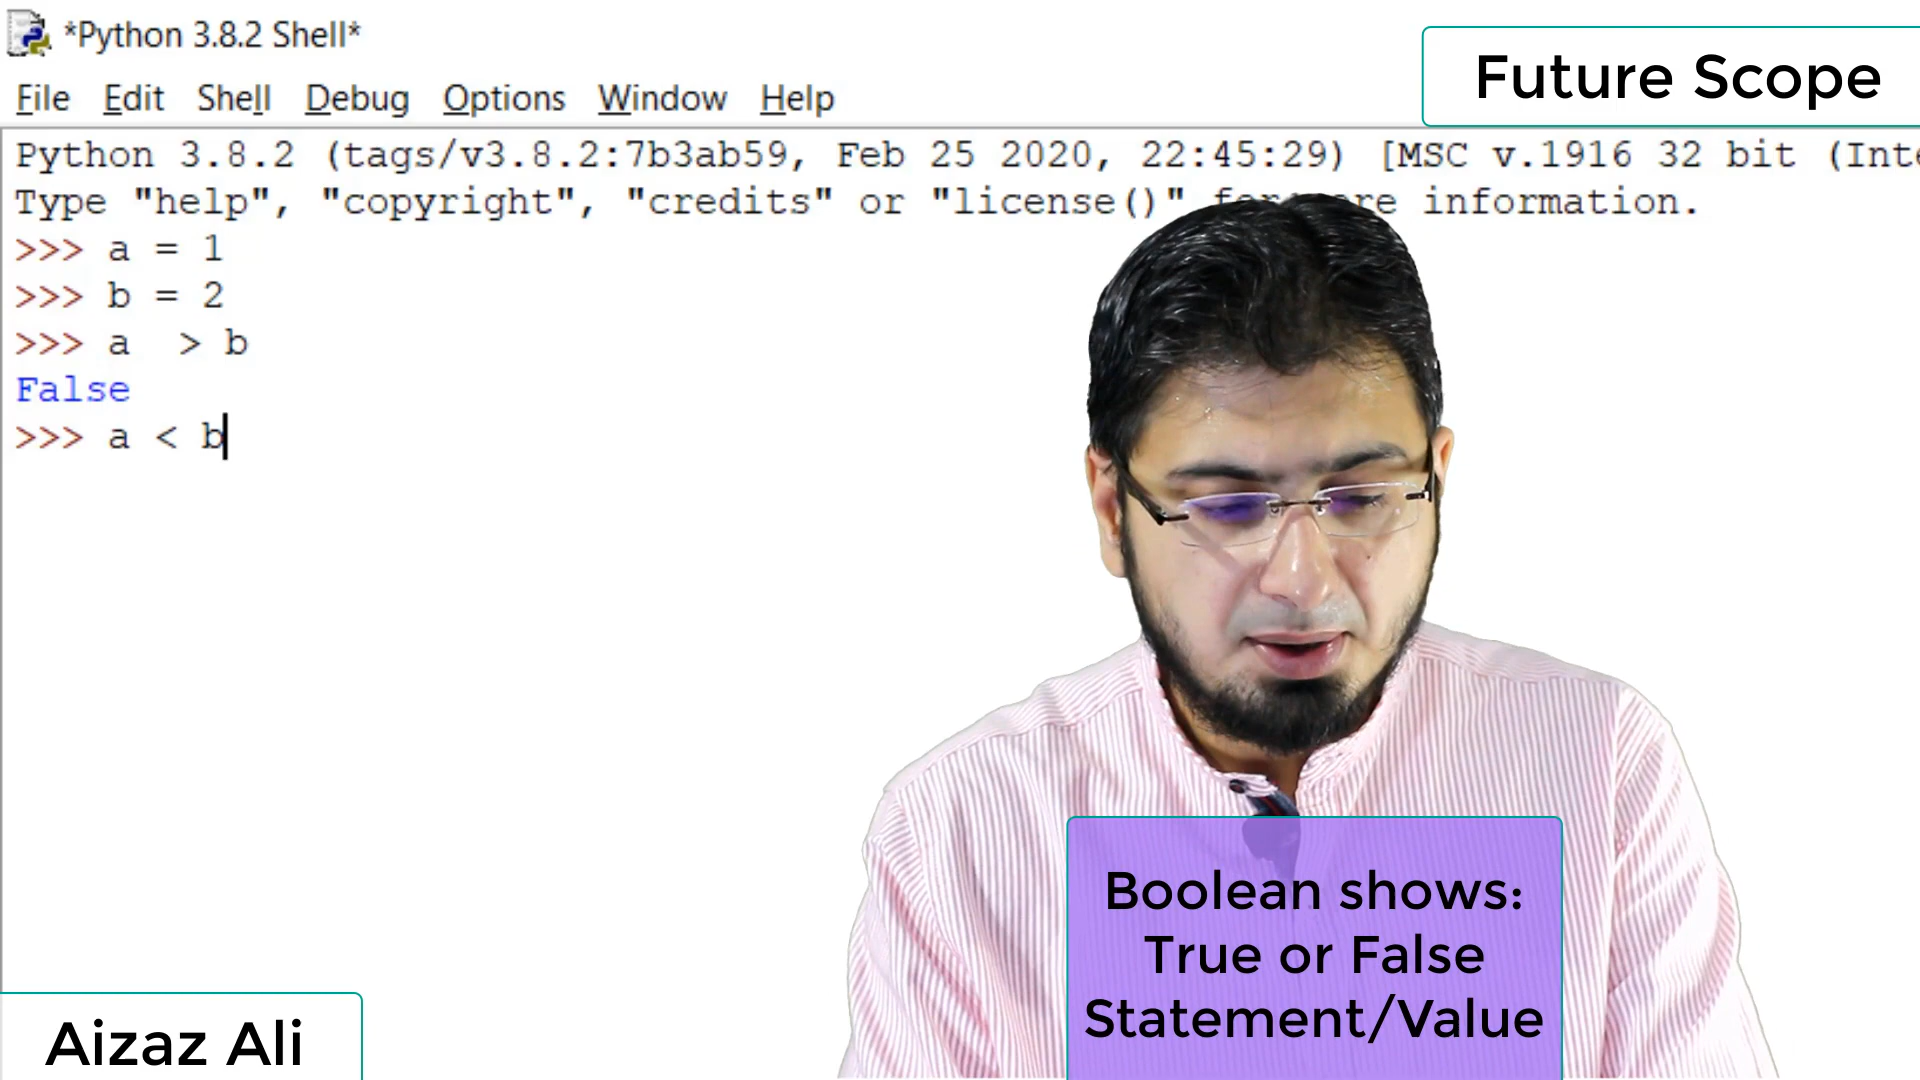 *Python 3.8.2 Shell*
Future Scope
File Edit Shell Debug Options Window Help
Python 3.8.2 (tags/v3.8.2:7b3ab59, Feb 25 2020, 22:45:29) [MSC v.1916 32 bit (Inte
Type "help", "copyright", "credits" or "license()" for more information.
>>> a = 1
>>> b = 2
>>> a  > b
False
>>> a < b
Boolean shows:
True or False
Statement/Value
Aizaz Ali